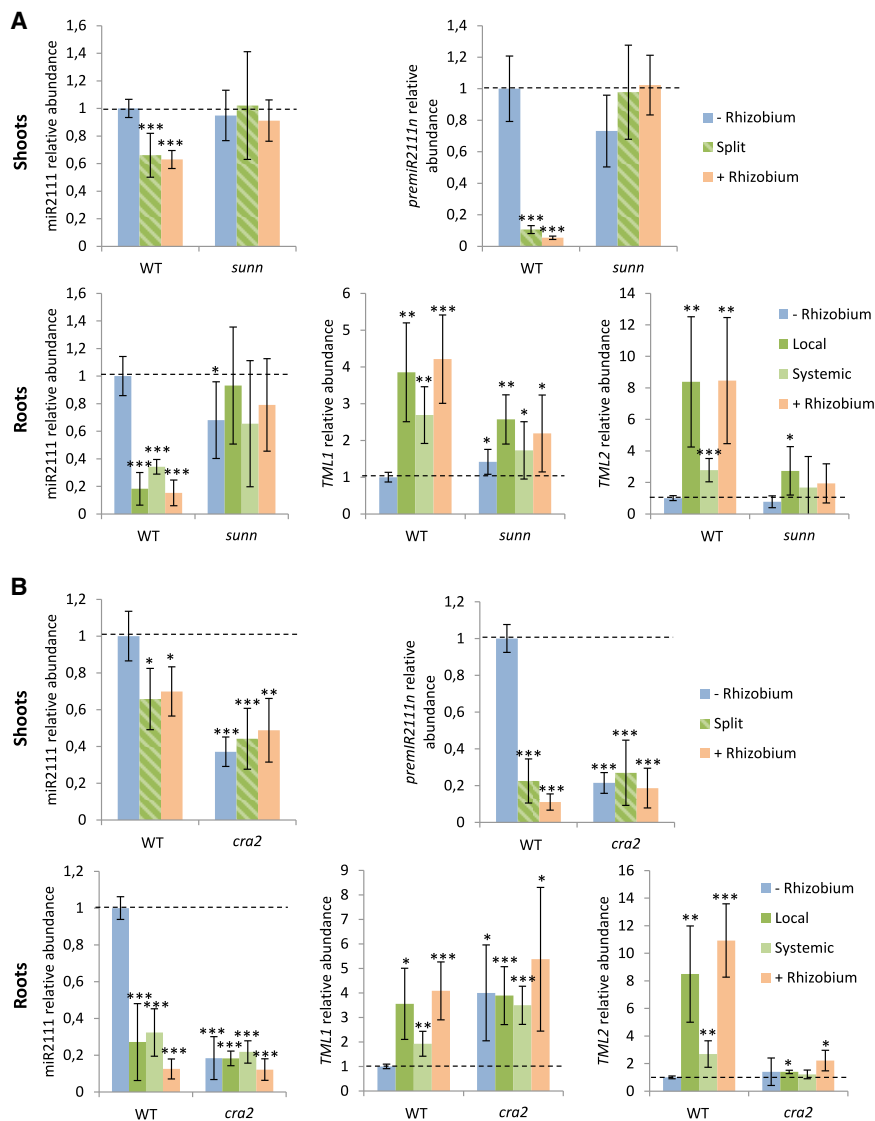 A
Shoots
miR2111 relative abundance
1,6
1,4
1,2
1
0,8
0,6
0,4
0,2
0
*** ***
WT
sunn
premiR2111n relative
abundance
1,4
1,2
1
0,8
0,6
0,4
0,2
0
*** ***
WT
sunn
- Rhizobium
Split
+ Rhizobium
Roots
miR2111 relative abundance
1,6
1,4
1,2
1
0,8
0,6
0,4
0,2
0
*** *** ***
*
WT
sunn
TML1 relative abundance
6
5
4
3
2
1
0
** ** ***
* ** * *
WT
sunn
TML2 relative abundance
14
12
10
8
6
4
2
0
** *** **
*
WT
sunn
- Rhizobium
Local
Systemic
+ Rhizobium
B
Shoots
miR2111 relative abundance
1,2
1
0,8
0,6
0,4
0,2
0
* *
*** *** **
WT
cra2
premIR2111n relative
abundance
1,2
1
0,8
0,6
0,4
0,2
0
*** ***
*** *** ***
WT
cra2
- Rhizobium
Split
+ Rhizobium
Roots
miR2111 relative abundance
1,2
1
0,8
0,6
0,4
0,2
0
*** *** ***
*** *** *** ***
WT
cra2
TML1 relative abundance
9
8
7
6
5
4
3
2
1
0
* ** ***
* *** *** *
WT
cra2
TML2 relative abundance
16
14
12
10
8
6
4
2
0
** ** ***
* *
WT
cra2
- Rhizobium
Local
Systemic
+ Rhizobium